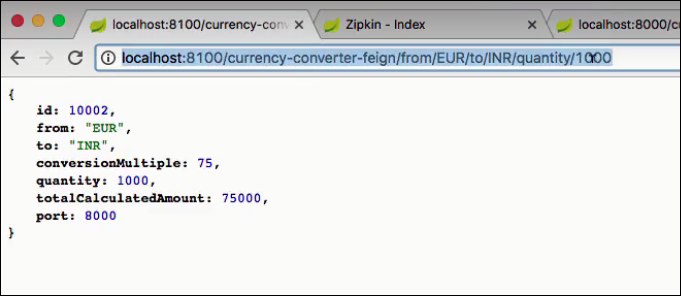 localhost:8100/currency-conv
Zipkin - Index
localhost:8000/cu
localhost:8100/currency-converter-feign/from/EUR/to/INR/quantity/1000
{
id: 10002,
from: "EUR",
to: "INR",
conversionMultiple: 75,
quantity: 1000,
totalCalculatedAmount: 75000,
port: 8000
}